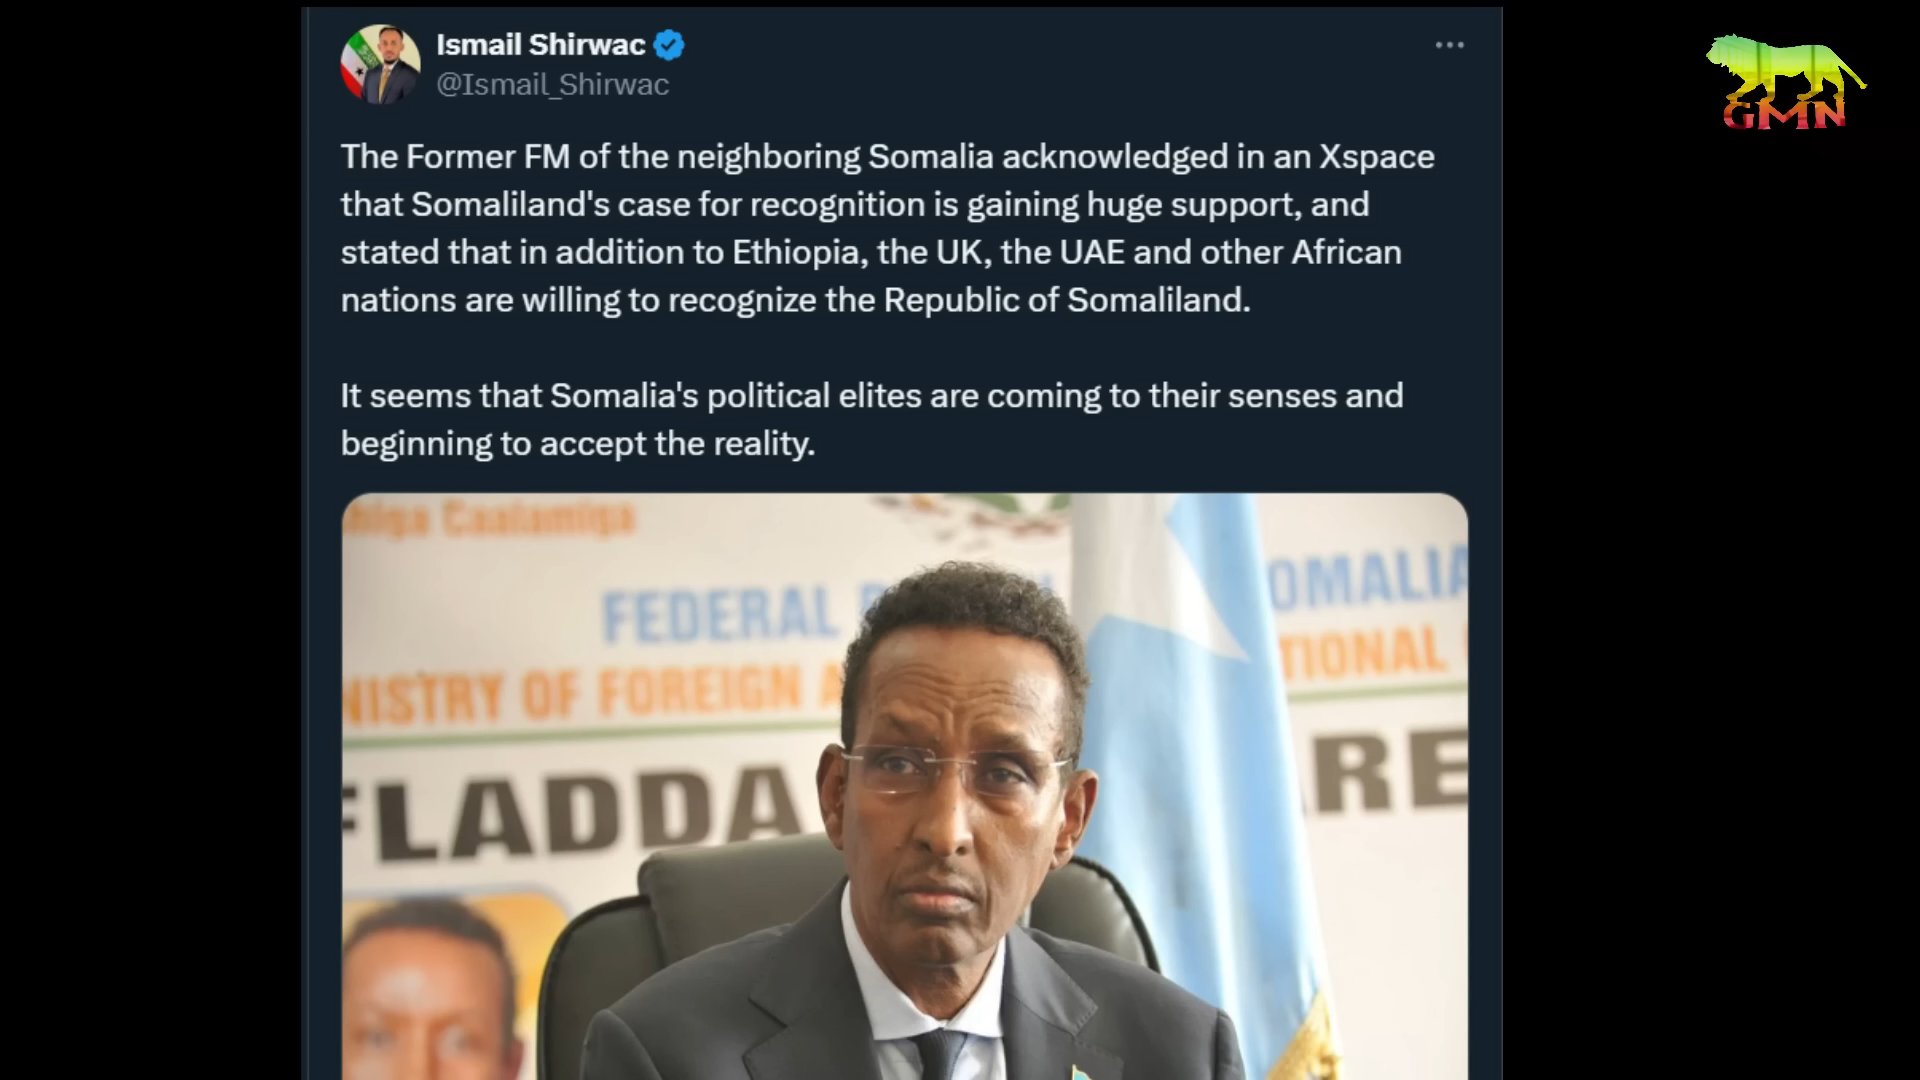 Ismail Shirwac
@Ismail_Shirwac
GMN
The Former FM of the neighboring Somalia acknowledged in an Xspace
that Somaliland's case for recognition is gaining huge support, and
stated that in addition to Ethiopia, the UK, the UAE and other African
nations are willing to recognize the Republic of Somaliland.
It seems that Somalia's political elites are coming to their senses and
beginning to accept the reality.
Caalamiga
FEDERAL OMALIA
NISTRY OF FOREIGN A TIONAL
FLADDA ARE